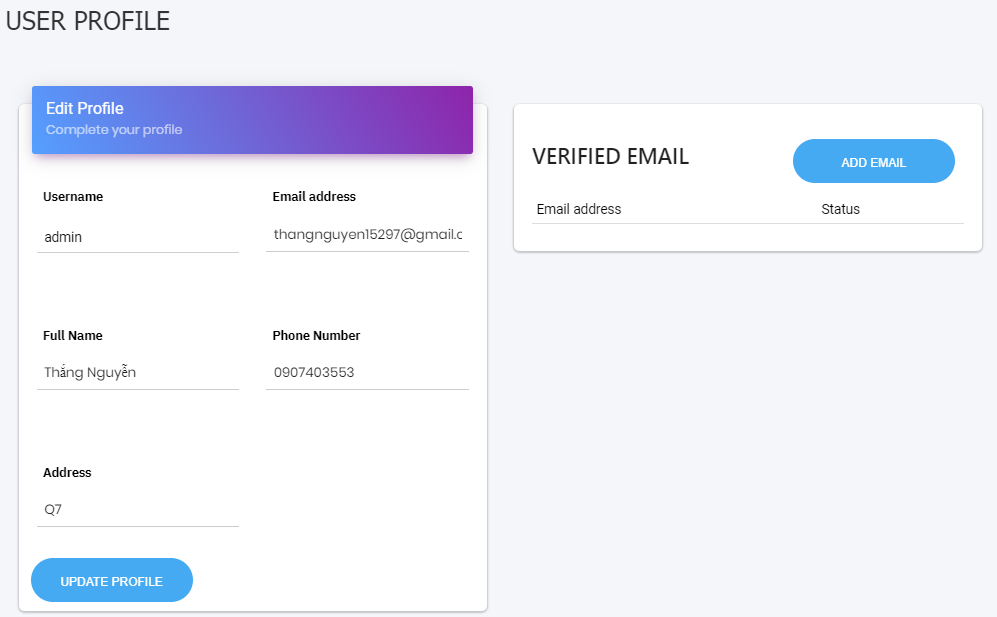 USER PROFILE
Edit Profile
Complete your profile
Username
Email address
admin
thangnguyen15297@gmail.c
Full Name
Phone Number
Thắng Nguyễn
0907403553
Address
Q7
UPDATE PROFILE
VERIFIED EMAIL
ADD EMAIL
Email address
Status